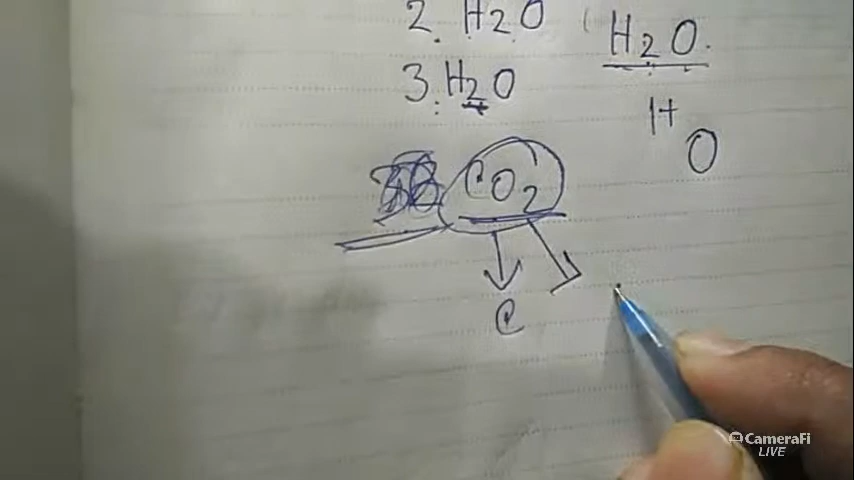 2. H2O
H2O.
3. H2O
H
O
CO2
C
CameraFi
LIVE